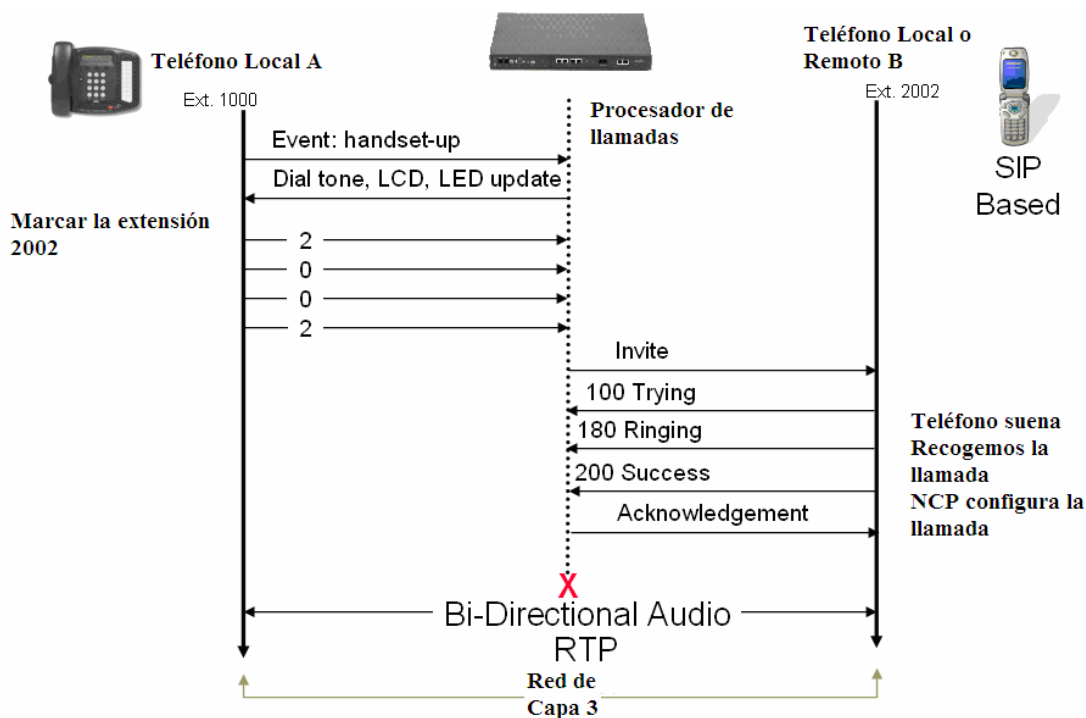 Teléfono Local A
Ext. 1000
Procesador de
llamadas
Teléfono Local o
Remoto B
Ext. 2002
SIP
Based
Event: handset-up
Dial tone, LCD, LED update
Marcar la extensión
2002
2
0
0
2
Invite
100 Trying
180 Ringing
200 Success
Acknowledgement
Teléfono suena
Recogemos la
llamada
NCP configura la
llamada
X
Bi-Directional Audio
RTP
Red de
Capa 3